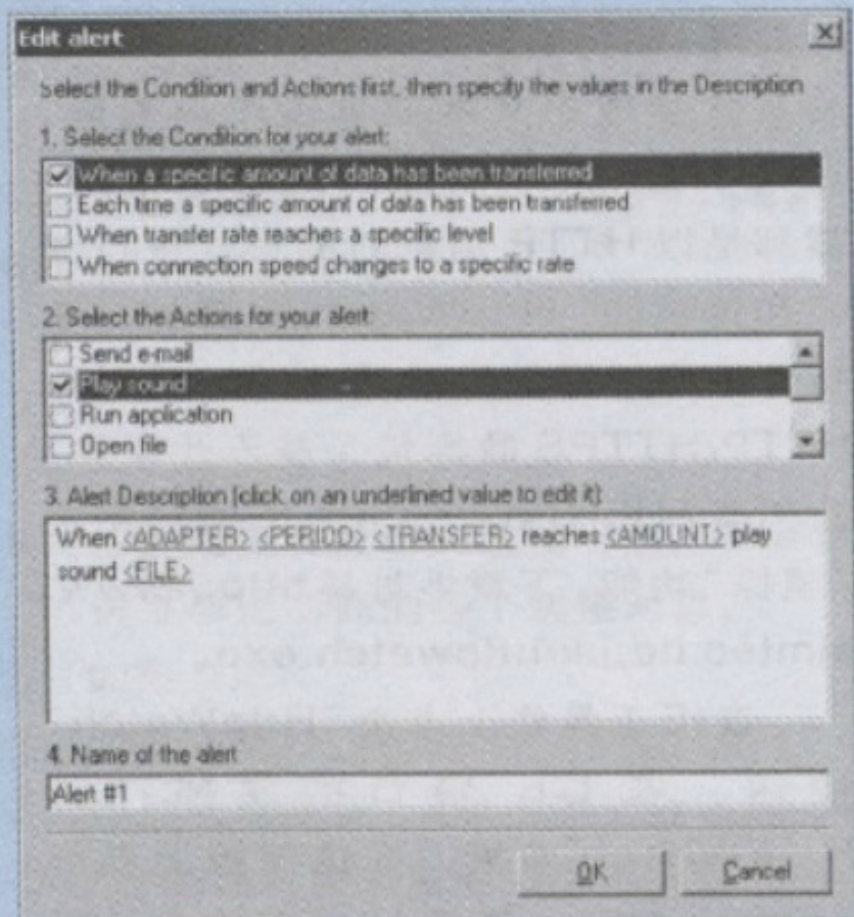 Edit alert
Select the Condition and Actions first, then specify the values in the Description
1. Select the Condition for your alert:
When a specific amount of data has been transferred
Each time a specific amount of data has been transferred
When transfer rate reaches a specific level
When connection speed changes to a specific rate
2. Select the Actions for your alert:
Send e-mail
Play sound
Run application
Open file
3. Alert Description (click on an underlined value to edit it):
When <ADAPTER> <PERIOD> <TRANSFER> reaches <AMOUNT> play
sound <FILE>
4. Name of the alert
Alert #1
OK
Cancel